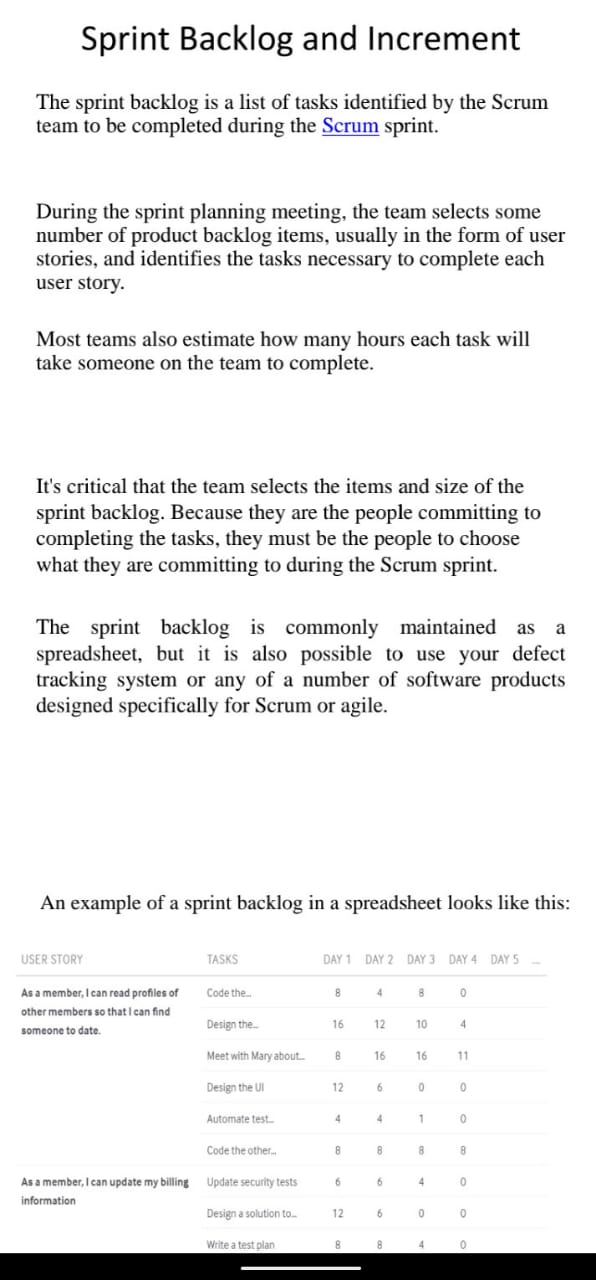 Sprint Backlog and Increment
The sprint backlog is a list of tasks identified by the Scrum
team to be completed during the Scrum sprint.
During the sprint planning meeting, the team selects some
number of product backlog items, usually in the form of user
stories, and identifies the tasks necessary to complete each
user story.
Most teams also estimate how many hours each task will
take someone on the team to complete.
It's critical that the team selects the items and size of the
sprint backlog. Because they are the people committing to
completing the tasks, they must be the people to choose
what they are committing to during the Scrum sprint.
The sprint backlog is commonly maintained as a
spreadsheet, but it is also possible to use your defect
tracking system or any of a number of software products
designed specifically for Scrum or agile.
An example of a sprint backlog in a spreadsheet looks like this:
USER STORY TASKS DAY 1 DAY 2 DAY 3 DAY 4 DAY 5 ...
As a member, I can read profiles of Code the... 8 4 8 0
other members so that I can find
someone to date. Design the... 16 12 10 4
Meet with Mary about... 8 16 16 11
Design the UI 12 6 0 0
Automate test... 4 4 1 0
Code the other... 8 8 8 8
As a member, I can update my billing Update security tests 6 6 4 0
information
Design a solution to... 12 6 0 0
Write a test plan 8 8 4 0